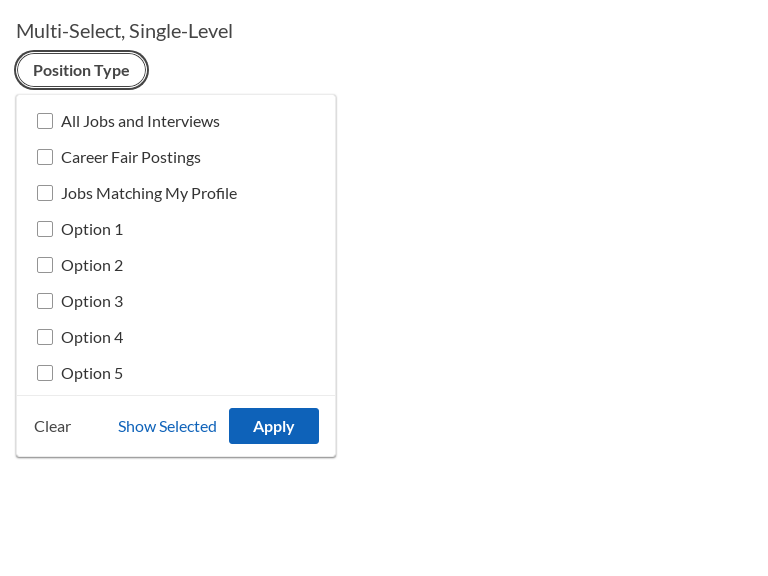 Multi-Select, Single-Level
Position Type
All Jobs and Interviews
Career Fair Postings
Jobs Matching My Profile
Option 1
Option 2
Option 3
Option 4
Option 5
Clear Show Selected Apply